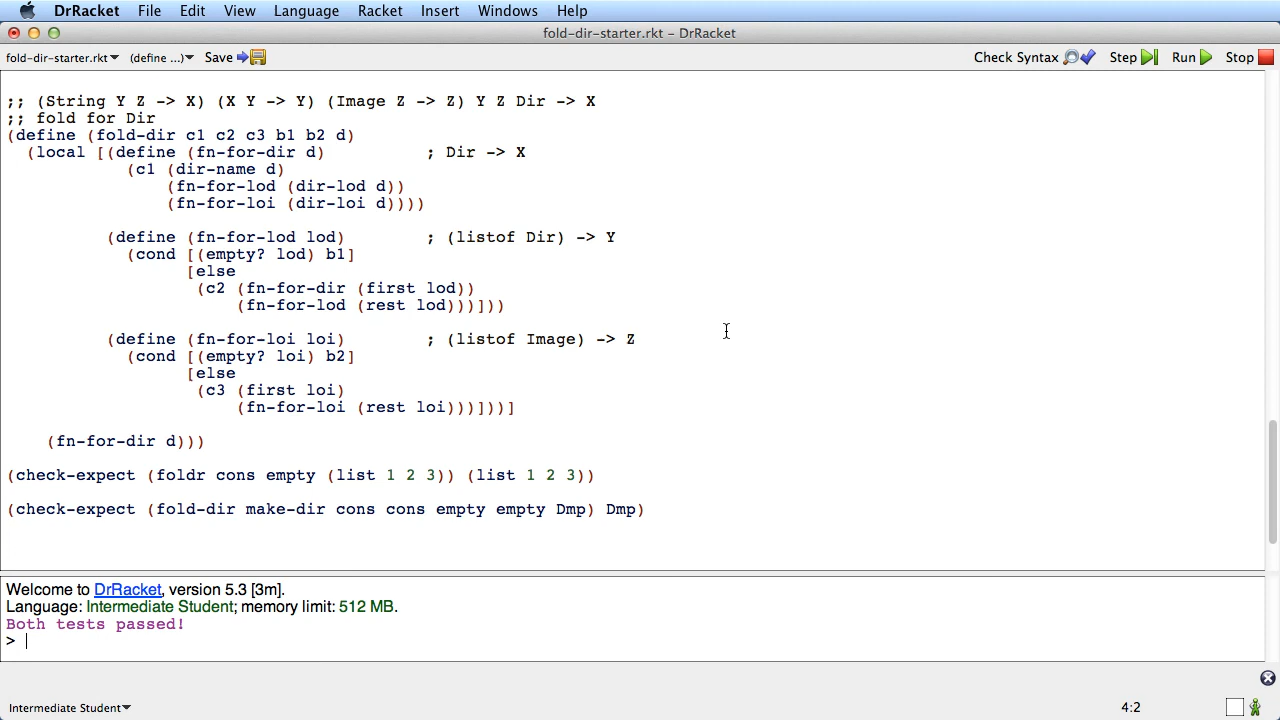 DrRacket File Edit View Language Racket Insert Windows Help
fold-dir-starter.rkt - DrRacket
fold-dir-starter.rkt▾ (define ...)▾ Save Check Syntax Step Run Stop
;; (String Y Z -> X) (X Y -> Y) (Image Z -> Z) Y Z Dir -> X
;; fold for Dir
(define (fold-dir c1 c2 c3 b1 b2 d)
(local [(define (fn-for-dir d) ; Dir -> X
(c1 (dir-name d)
(fn-for-lod (dir-lod d))
(fn-for-loi (dir-loi d))))
(define (fn-for-lod lod) ; (listof Dir) -> Y
(cond [(empty? lod) b1]
[else
(c2 (fn-for-dir (first lod))
(fn-for-lod (rest lod)))]))
(define (fn-for-loi loi) ; (listof Image) -> Z
(cond [(empty? loi) b2]
[else
(c3 (first loi)
(fn-for-loi (rest loi)))]))]
(fn-for-dir d)))
(check-expect (foldr cons empty (list 1 2 3)) (list 1 2 3))
(check-expect (fold-dir make-dir cons cons empty empty Dmp) Dmp)
Welcome to DrRacket, version 5.3 [3m].
Language: Intermediate Student; memory limit: 512 MB.
Both tests passed!
>
Intermediate Student▾ 4:2